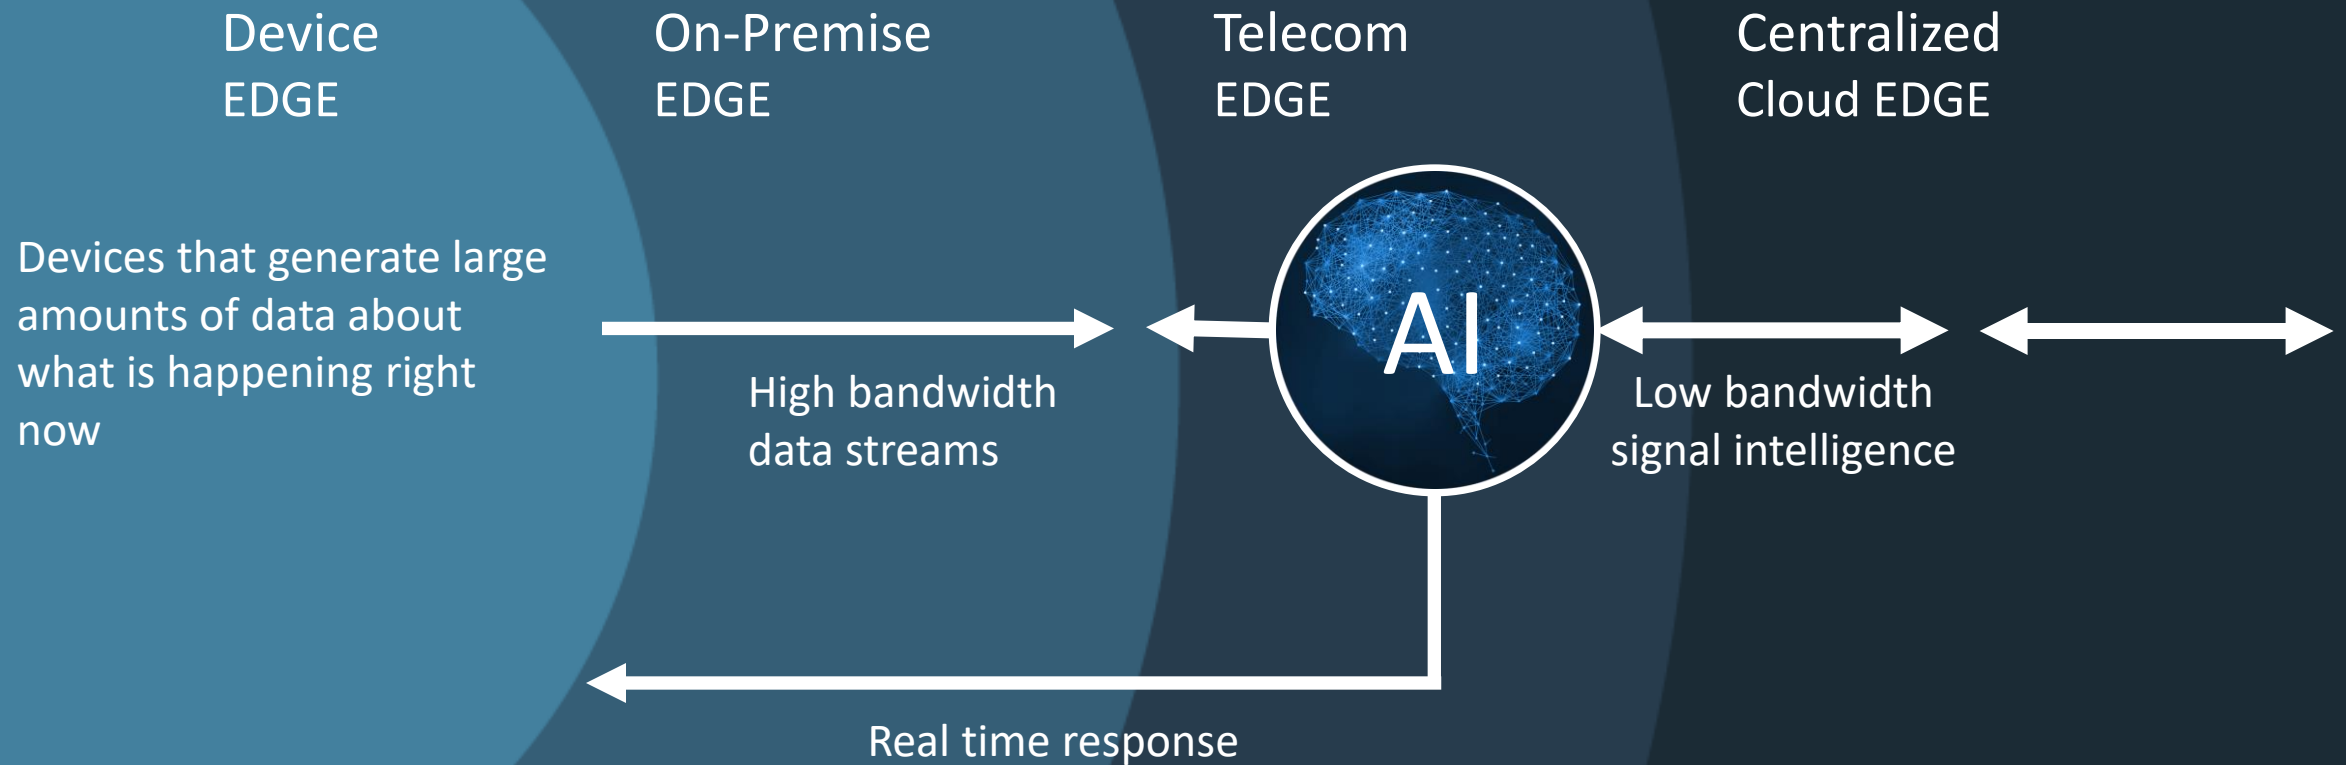 Device
EDGE
On-Premise
EDGE
Telecom
EDGE
Centralized
Cloud EDGE
Devices that generate large
amounts of data about
what is happening right
now
High bandwidth
data streams
AI
Low bandwidth
signal intelligence
Real time response